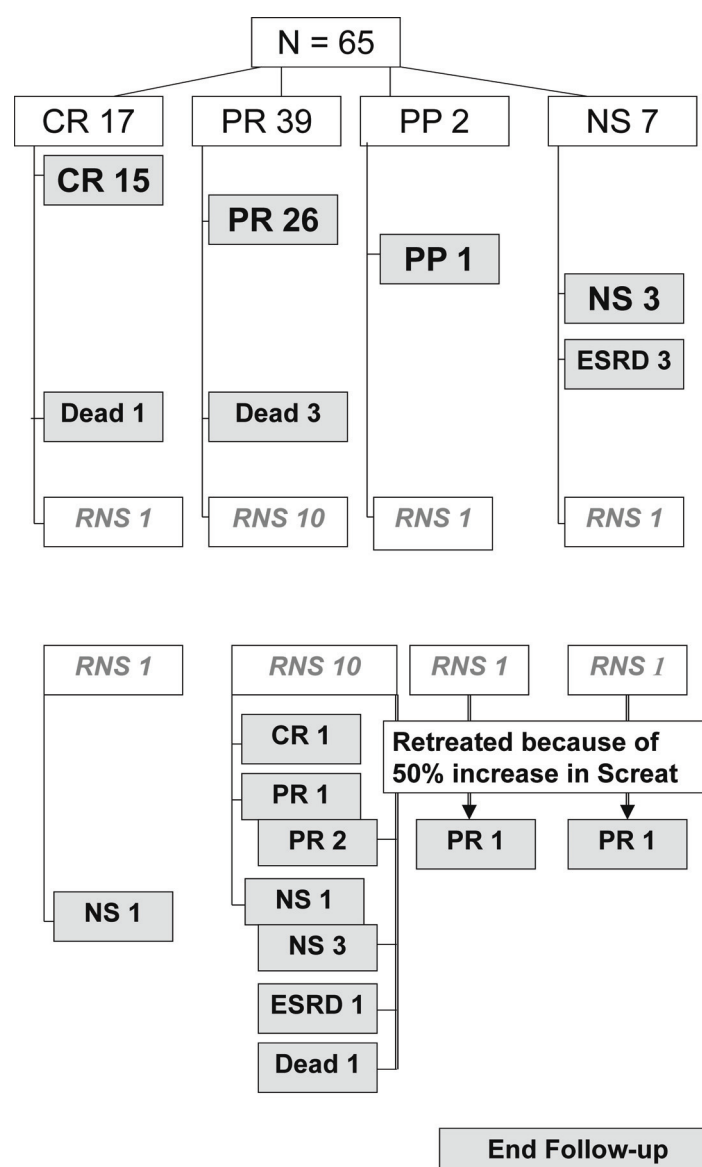 N = 65
CR 17
PR 39
PP 2
NS 7
CR 15
PR 26
PP 1
NS 3
ESRD 3
Dead 1
Dead 3
RNS 1
RNS 10
RNS 1
RNS 1
RNS 1
RNS 10
RNS 1
RNS 1
CR 1
Retreated because of
50% increase in Screat
PR 1
PR 2
PR 1
PR 1
NS 1
NS 1
NS 3
ESRD 1
Dead 1
End Follow-up